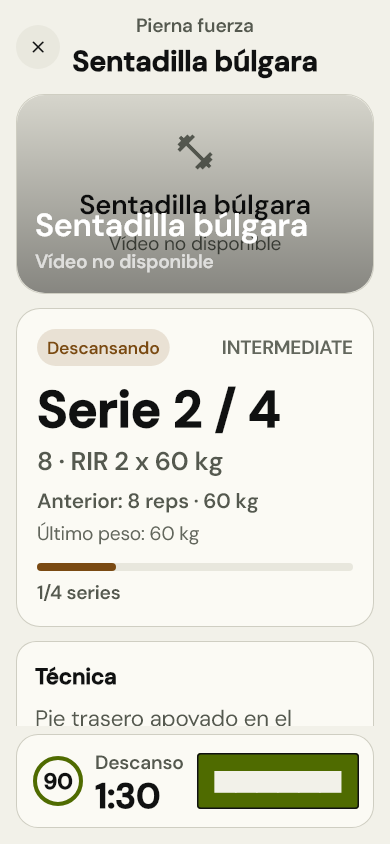 Pierna fuerza
Sentadilla búlgara
Sentadilla búlgara
Sentadilla búlgara
Vídeo no disponible
Vídeo no disponible
Descansando
INTERMEDIATE
Serie 2 / 4
8 · RIR 2 x 60 kg
Anterior: 8 reps · 60 kg
Último peso: 60 kg
1/4 series
Técnica
Pie trasero apoyado en el
90
Descanso
1:30